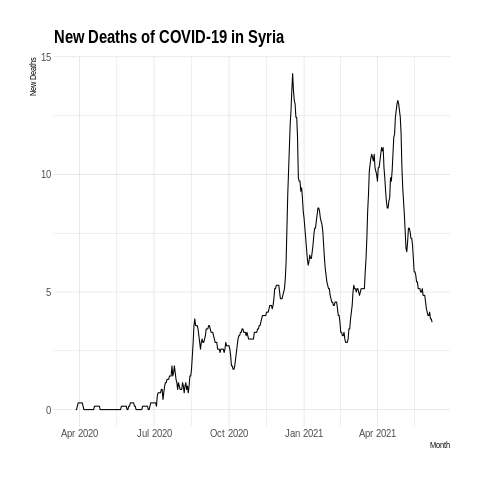 New Deaths of COVID-19 in Syria
New Deaths
15
10
5
0
Apr 2020 Jul 2020 Oct 2020 Jan 2021 Apr 2021
Month